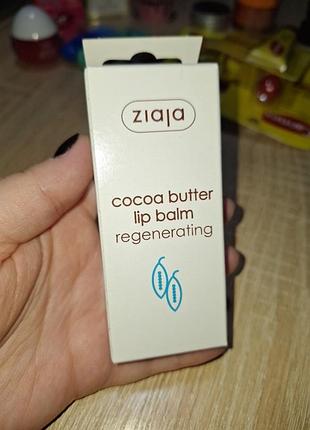 ziaja
cocoa butter
lip balm
regenerating